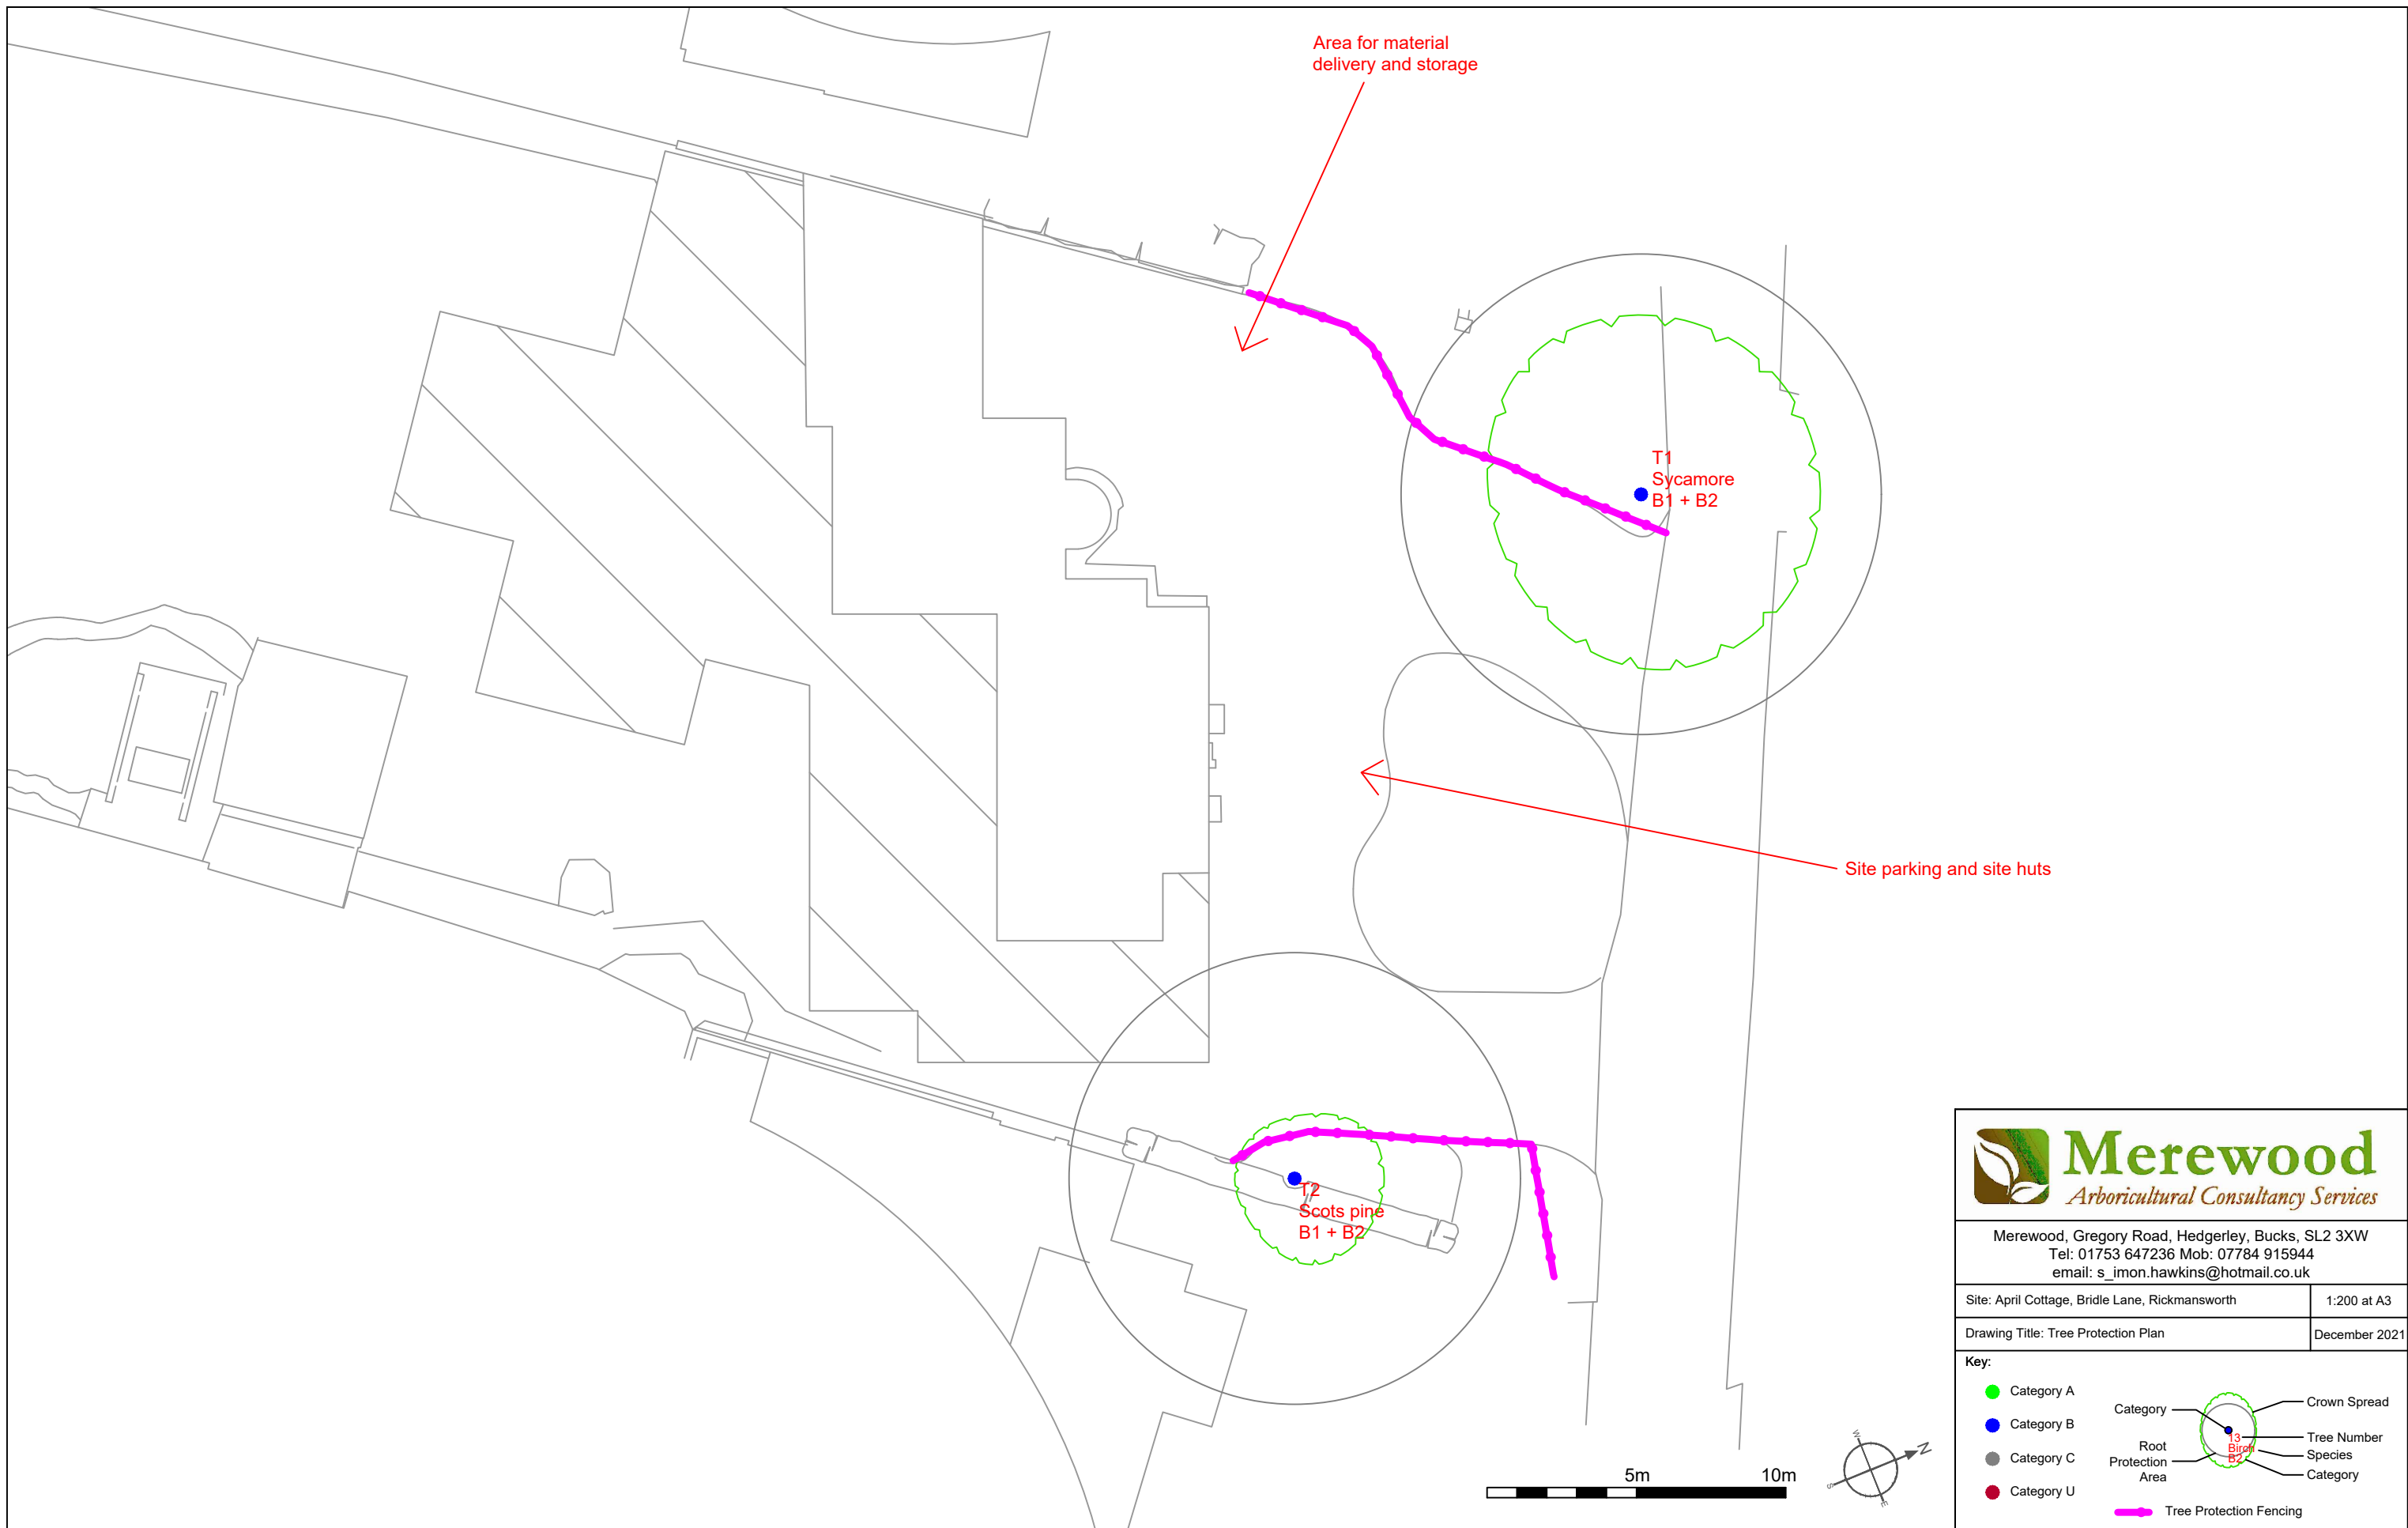 Area for material
delivery and storage
T1
Sycamore
B1 + B2
Site parking and site huts
T2
Scots pine
B1 + B2
5m
10m
W
N
S
E
Merewood
Arboricultural Consultancy Services
Merewood, Gregory Road, Hedgerley, Bucks, SL2 3XW
Tel: 01753 647236 Mob: 07784 915944
email: s_imon.hawkins@hotmail.co.uk
Site: April Cottage, Bridle Lane, Rickmansworth
1:200 at A3
Drawing Title: Tree Protection Plan
December 2021
Key:
Category A
Category B
Category C
Category U
Category
Root
Protection
Area
T3
Birch
B2
Crown Spread
Tree Number
Species
Category
Tree Protection Fencing